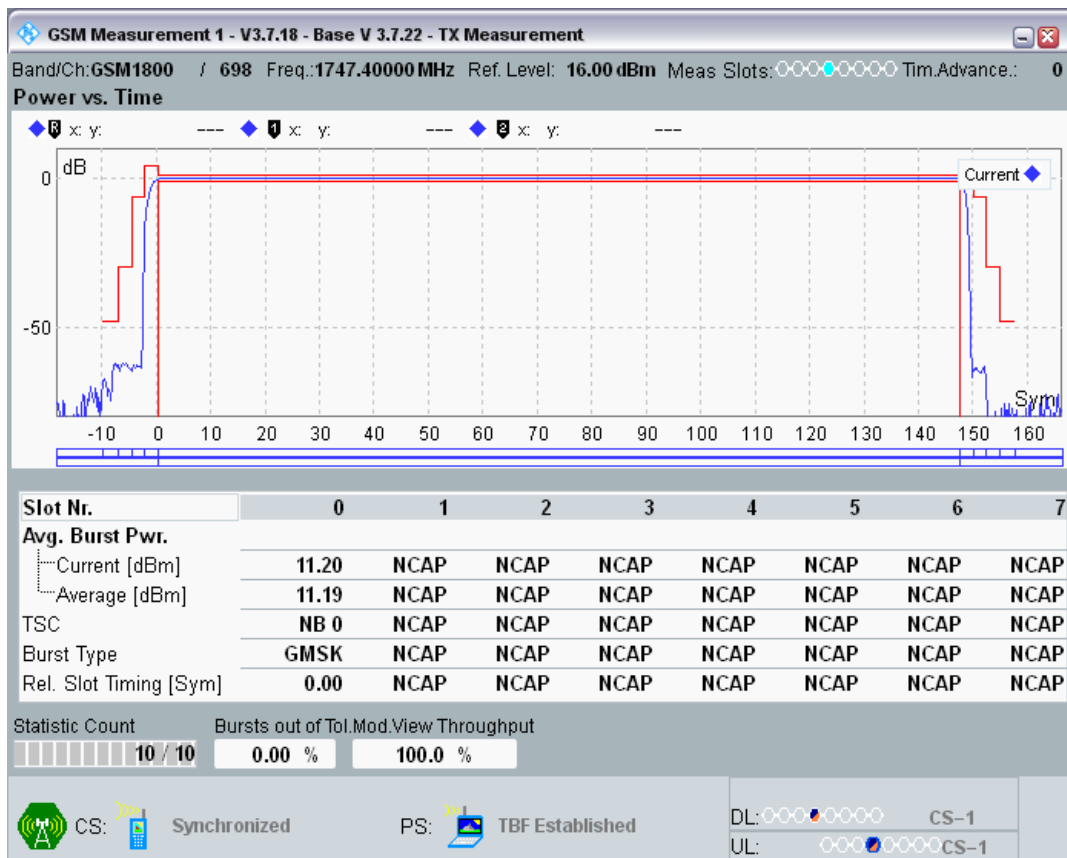 GSM Measurement 1 - V3.7.18 - Base V 3.7.22 - TX Measurement
Band/Ch:GSM1800 / 698 Freq.:1747.40000 MHz Ref. Level: 16.00 dBm Meas Slots: Tim.Advance.: 0
Power vs. Time
R x: y: --- 1 x: y: --- 2 x: y: ---
dB
0
Current
-50
Sym
-10 0 10 20 30 40 50 60 70 80 90 100 110 120 130 140 150 160
Slot Nr. 0 1 2 3 4 5 6 7
Avg. Burst Pwr.
Current [dBm] 11.20 NCAP NCAP NCAP NCAP NCAP NCAP NCAP
Average [dBm] 11.19 NCAP NCAP NCAP NCAP NCAP NCAP NCAP
TSC NB 0 NCAP NCAP NCAP NCAP NCAP NCAP NCAP
Burst Type GMSK NCAP NCAP NCAP NCAP NCAP NCAP NCAP
Rel. Slot Timing [Sym] 0.00 NCAP NCAP NCAP NCAP NCAP NCAP NCAP
Statistic Count Bursts out of Tol.Mod.View Throughput
10 / 10 0.00 % 100.0 %
CS: Synchronized PS: TBF Established DL: CS-1
UL: CS-1